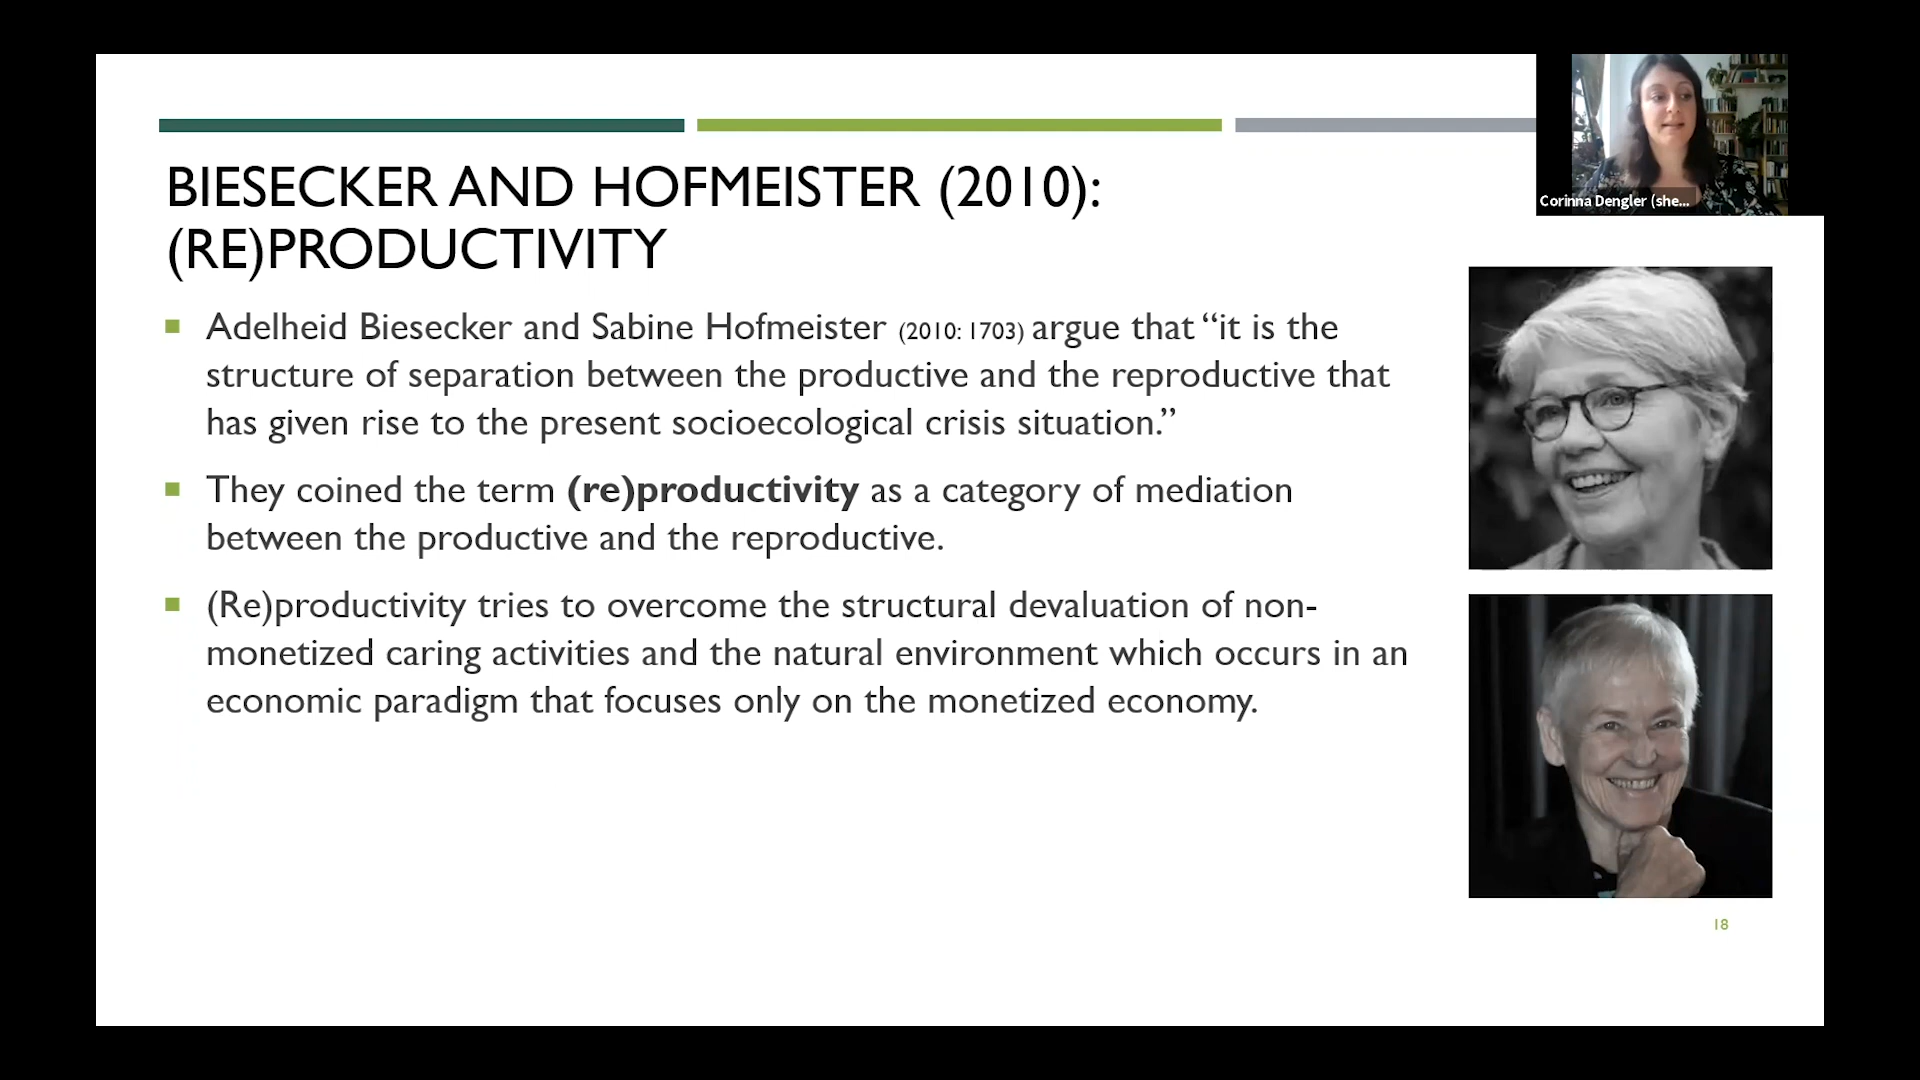 BIESECKER AND HOFMEISTER (2010):
(RE)PRODUCTIVITY
Corinna Dengler (she...
Adelheid Biesecker and Sabine Hofmeister (2010: 1703) argue that “it is the
structure of separation between the productive and the reproductive that
has given rise to the present socioecological crisis situation.”
They coined the term (re)productivity as a category of mediation
between the productive and the reproductive.
(Re)productivity tries to overcome the structural devaluation of non-
monetized caring activities and the natural environment which occurs in an
economic paradigm that focuses only on the monetized economy.
18